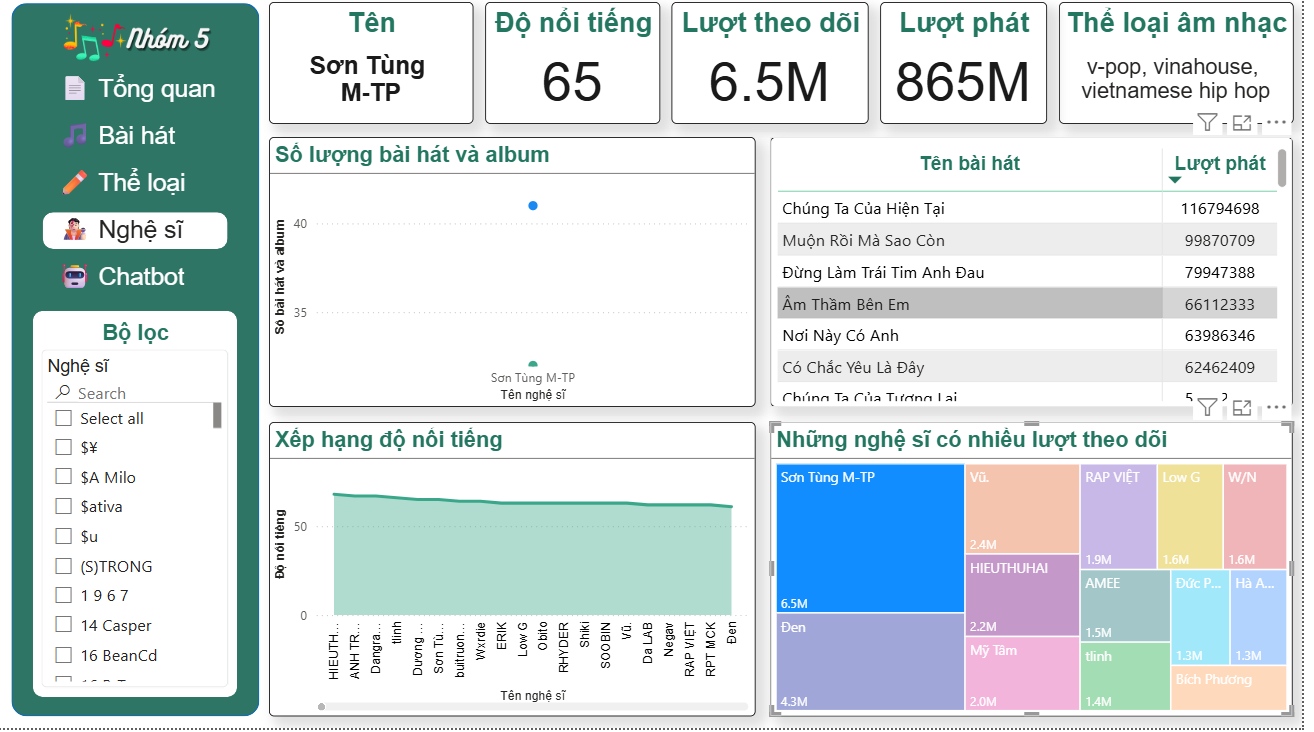 Nhóm 5
Tổng quan
Bài hát
Thể loại
Nghệ sĩ
Chatbot
Bộ lọc
Nghệ sĩ
Search
Select all
$¥
$A Milo
$ativa
$u
(S)TRONG
1 9 6 7
14 Casper
16 BeanCd
Tên
Sơn Tùng
M-TP
Độ nổi tiếng
65
Lượt theo dõi
6.5M
Lượt phát
865M
Thể loại âm nhạc
v-pop, vinahouse,
vietnamese hip hop
Số lượng bài hát và album
Số bài hát và album
40
35
Sơn Tùng M-TP
Tên nghệ sĩ
Tên bài hát Lượt phát
Chúng Ta Của Hiện Tại 116794698
Muộn Rồi Mà Sao Còn 99870709
Đừng Làm Trái Tim Anh Đau 79947388
Âm Thầm Bên Em 66112333
Nơi Này Có Anh 63986346
Có Chắc Yêu Là Đây 62462409
Chúng Ta Của Tương Lai
Xếp hạng độ nổi tiếng
Độ nổi tiếng
50
0
HIEUTH...
ANH TR...
Dangra...
tlinh
Dương ...
Sơn Tù...
buitruon...
Wxrdie
ERIK
Low G
Obito
RHYDER
Shiki
SOOBIN
Vũ.
Da LAB
Negav
RAP VIỆT
RPT MCK
Đen
Tên nghệ sĩ
Những nghệ sĩ có nhiều lượt theo dõi
Sơn Tùng M-TP
6.5M
Đen
4.3M
Vũ.
2.4M
HIEUTHUHAI
2.2M
Mỹ Tâm
2.0M
RAP VIỆT
1.9M
Low G
1.6M
W/N
1.6M
AMEE
1.5M
tlinh
1.4M
Đức P...
1.3M
Hà A...
1.3M
Bích Phương